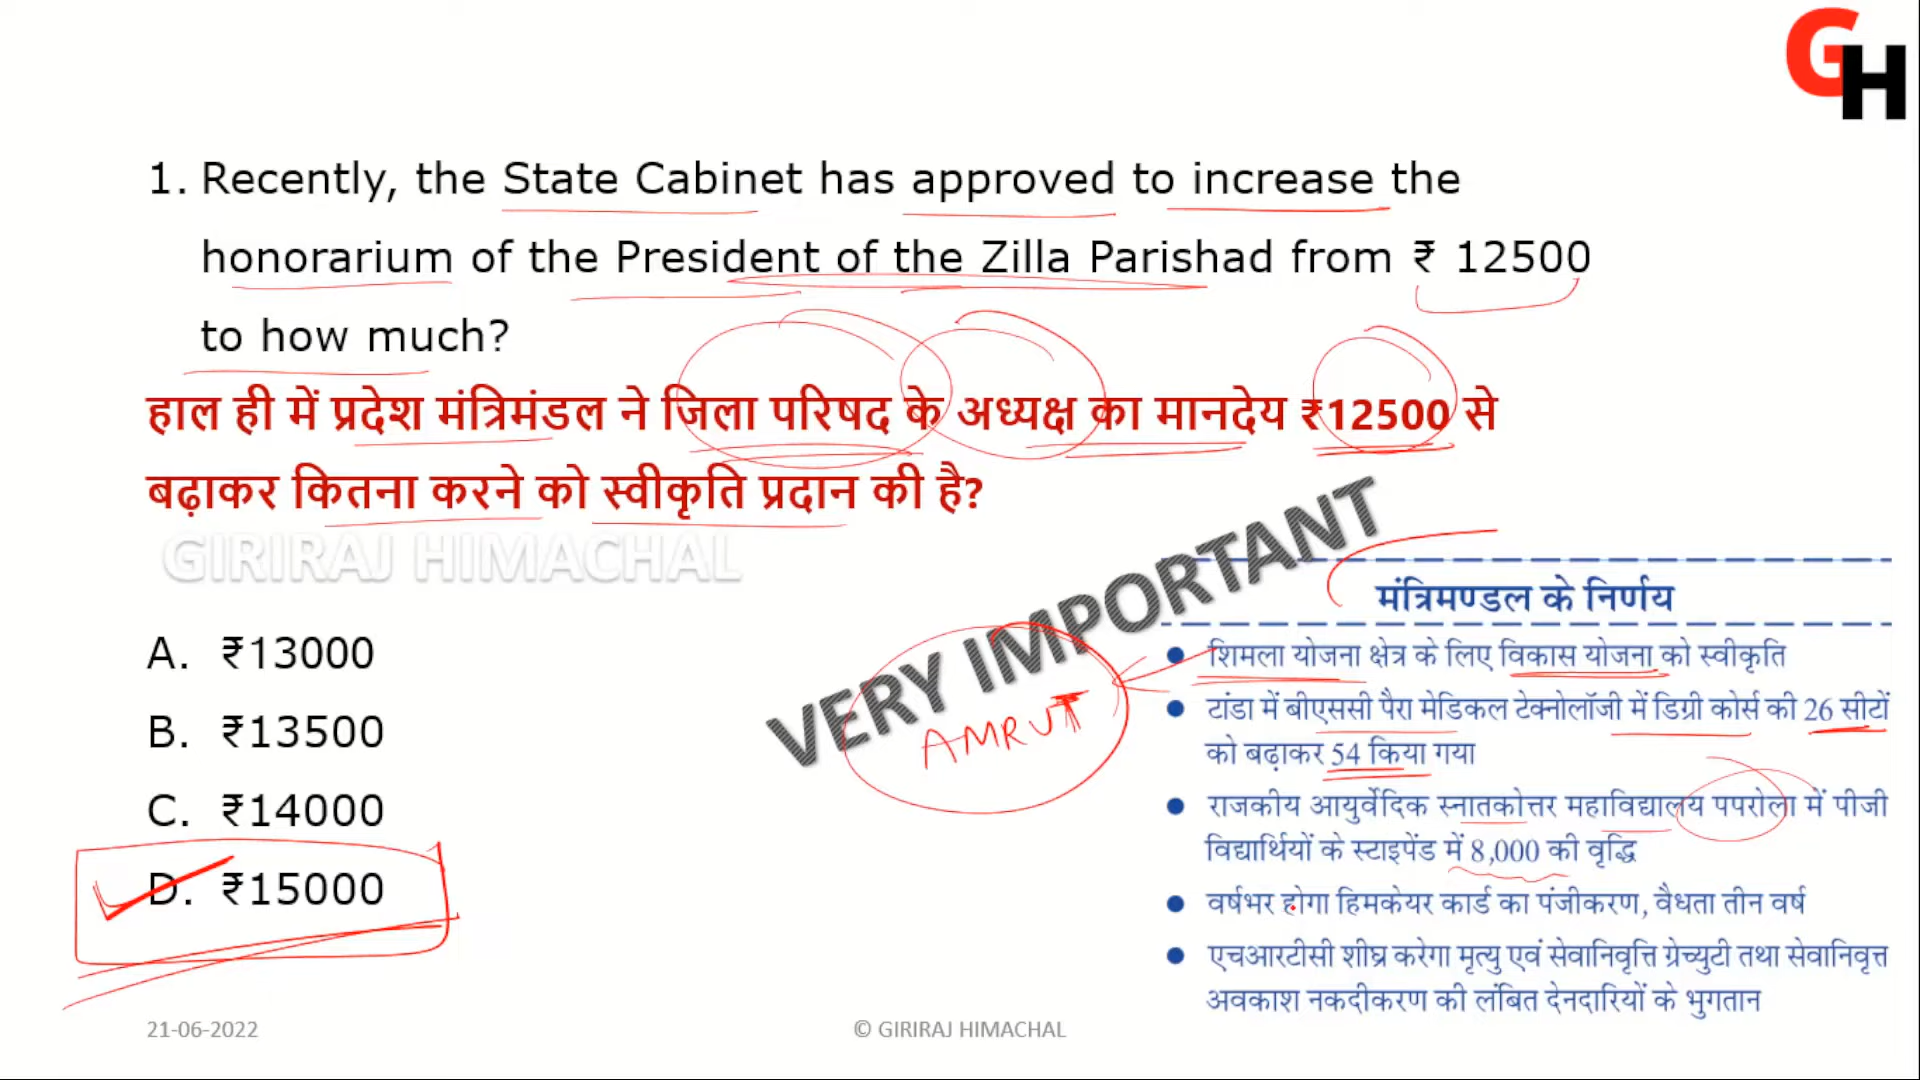 GH
1. Recently, the State Cabinet has approved to increase the
honorarium of the President of the Zilla Parishad from ₹ 12500
to how much?
हाल ही में प्रदेश मंत्रिमंडल ने जिला परिषद के अध्यक्ष का मानदेय ₹12500 से
बढ़ाकर कितना करने को स्वीकृति प्रदान की है?
GIRIRAJ HIMACHAL
A. ₹13000
B. ₹13500
C. ₹14000
D. ₹15000
VERY IMPORTANT
AMRUT
मंत्रिमण्डल के निर्णय
● शिमला योजना क्षेत्र के लिए विकास योजना को स्वीकृति
● टांडा में बीएससी पैरा मेडिकल टेक्नोलॉजी में डिग्री कोर्स की 26 सीटों
को बढ़ाकर 54 किया गया
● राजकीय आयुर्वेदिक स्नातकोत्तर महाविद्यालय पपरोला में पीजी
विद्यार्थियों के स्टाइपेंड में 8,000 की वृद्धि
● वर्षभर होगा हिमकेयर कार्ड का पंजीकरण, वैधता तीन वर्ष
● एचआरटीसी शीघ्र करेगा मृत्यु एवं सेवानिवृत्ति ग्रेच्युटी तथा सेवानिवृत्त
अवकाश नकदीकरण की लंबित देनदारियों के भुगतान
21-06-2022
© GIRIRAJ HIMACHAL